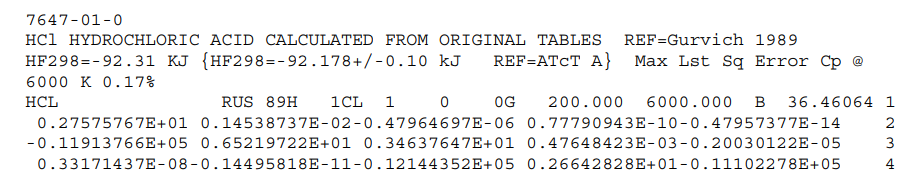 7647-01-0
HCl HYDROCHLORIC ACID CALCULATED FROM ORIGINAL TABLES  REF=Gurvich 1989
HF298=-92.31 KJ {HF298=-92.178+/-0.10 kJ   REF=ATcT A}  Max Lst Sq Error Cp @
6000 K 0.17%
HCL               RUS 89H   1CL  1    0    0G   200.000  6000.000  B  36.46064 1
 0.27575767E+01 0.14538737E-02-0.47964697E-06 0.77790943E-10-0.47957377E-14    2
-0.11913766E+05 0.65219722E+01 0.34637647E+01 0.47648423E-03-0.20030122E-05    3
 0.33171437E-08-0.14495818E-11-0.12144352E+05 0.26642828E+01-0.11102278E+05    4